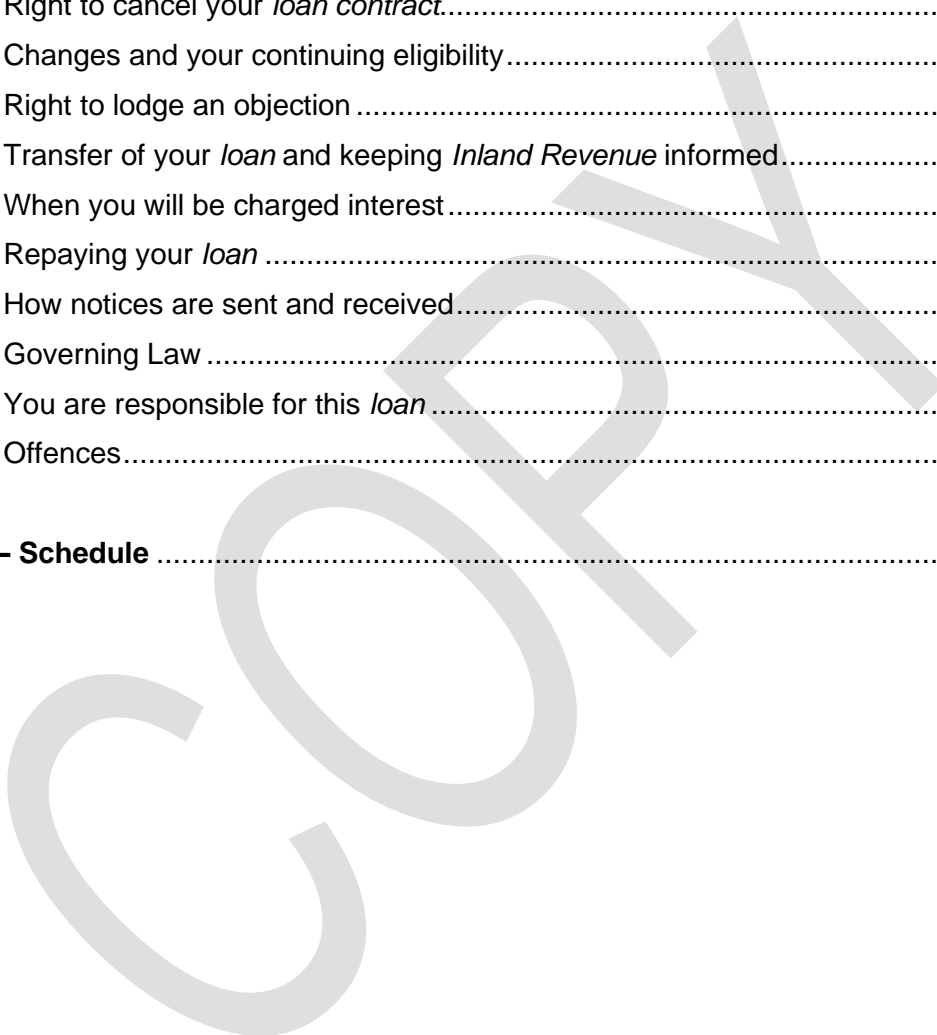 Right to cancel your loan contract..........................................................
Changes and your continuing eligibility....................................................
Right to lodge an objection ......................................................................
Transfer of your loan and keeping Inland Revenue informed...................
When you will be charged interest...........................................................
Repaying your loan .................................................................................
How notices are sent and received..........................................................
Governing Law ........................................................................................
You are responsible for this loan .............................................................
Offences...................................................................................................
- Schedule ..............................................................................................
COPY